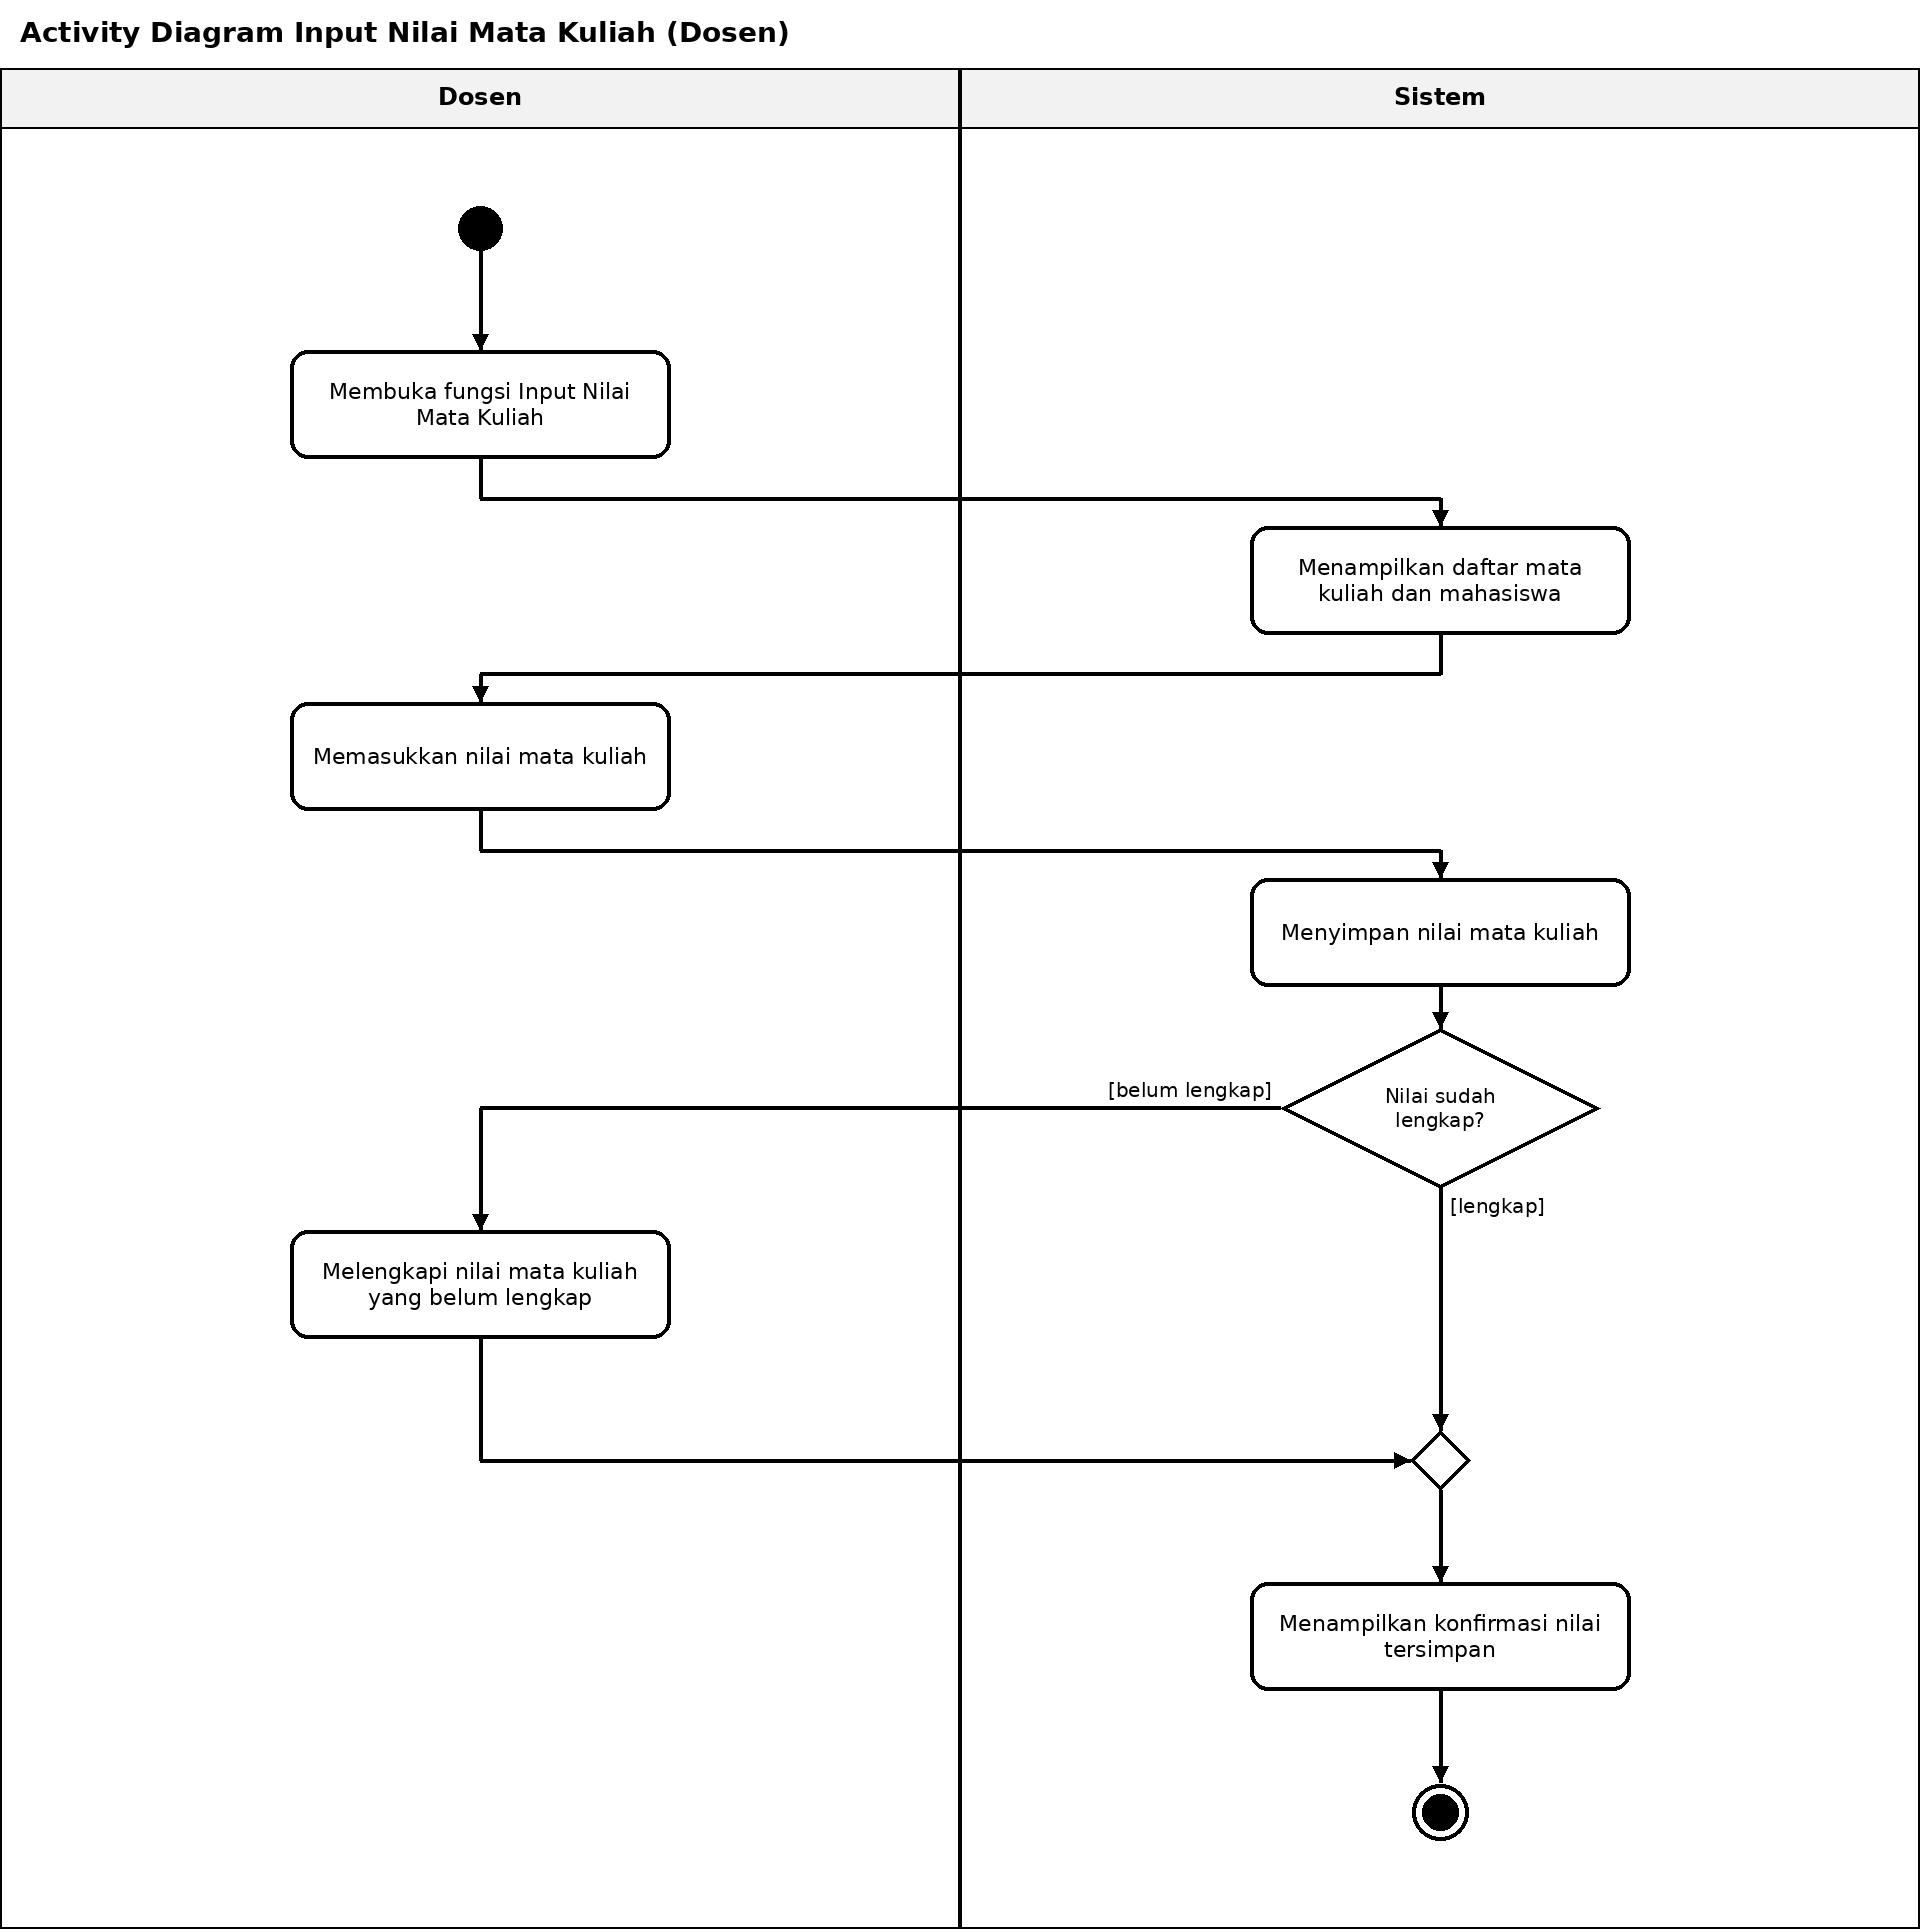 Activity Diagram Input Nilai Mata Kuliah (Dosen)
Dosen
Sistem
Membuka fungsi Input Nilai
Mata Kuliah
Menampilkan daftar mata
kuliah dan mahasiswa
Memasukkan nilai mata kuliah
Menyimpan nilai mata kuliah
[belum lengkap]
Nilai sudah
lengkap?
[lengkap]
Melengkapi nilai mata kuliah
yang belum lengkap
Menampilkan konfirmasi nilai
tersimpan